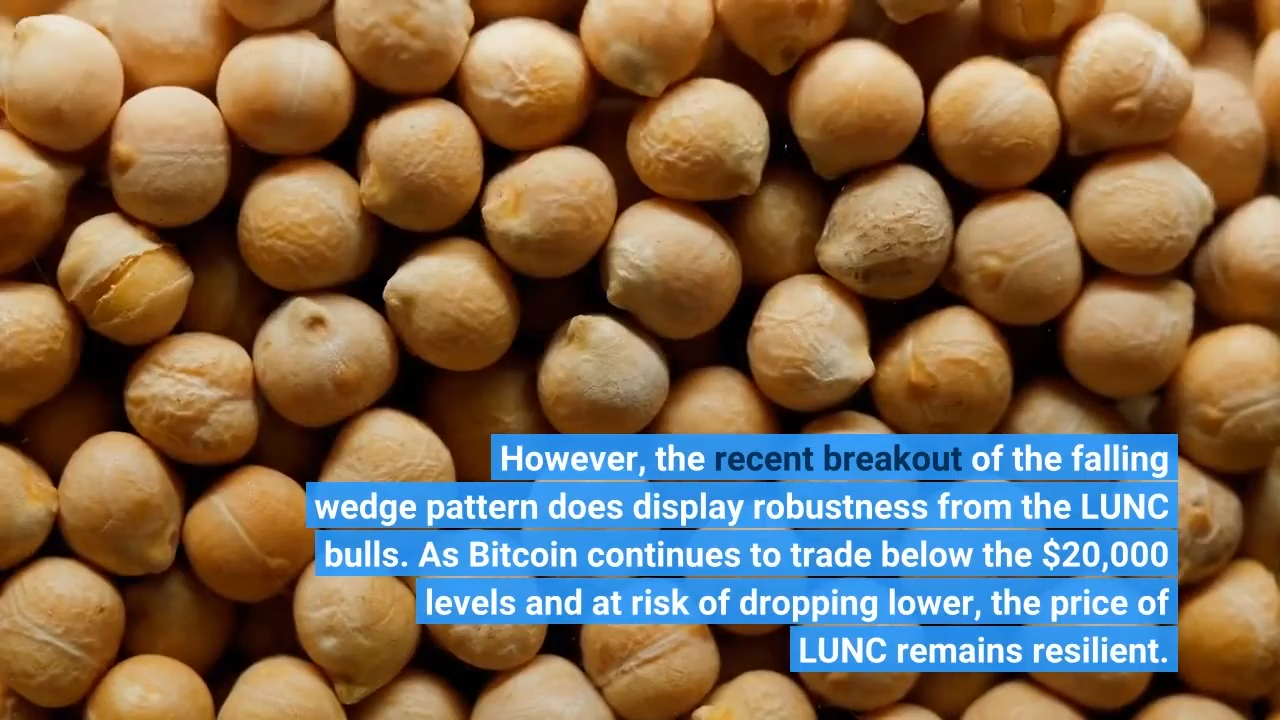 However, the recent breakout of the falling
wedge pattern does display robustness from the LUNC
bulls. As Bitcoin continues to trade below the $20,000
levels and at risk of dropping lower, the price of
LUNC remains resilient.